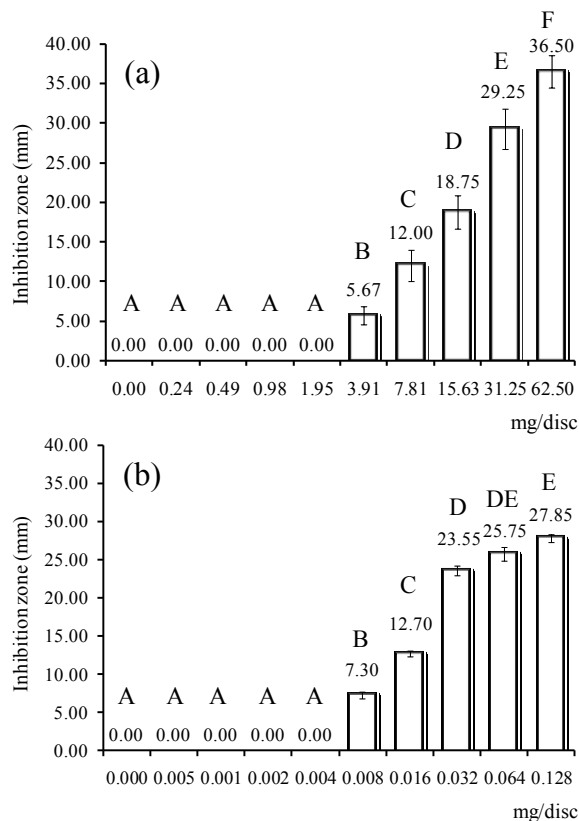 F
40.00
(a)
36.50
E
35.00
29.25
30.00
D
25.00
18.75
20.00
C
12.00
15.00
B
10.00
5.67
A A A A A
5.00
0.00 0.00 0.00 0.00 0.00
0.00
0.00 0.24 0.49 0.98 1.95 3.91 7.81 15.63 31.25 62.50
mg/disc
Inhibition zone (mm)
40.00
(b)
35.00
D DE E
30.00
23.55 25.75 27.85
25.00
C
20.00
12.70
15.00
B
7.30
10.00
A A A A A
5.00
0.00 0.00 0.00 0.00 0.00
0.00
0.000 0.005 0.001 0.002 0.004 0.008 0.016 0.032 0.064 0.128
mg/disc
Inhibition zone (mm)